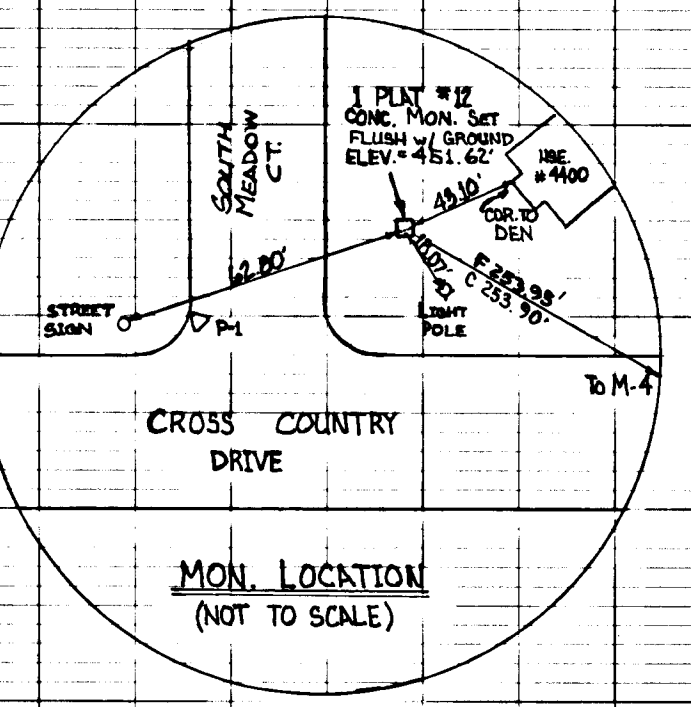 1 PLAT #12
CONC. MON. SET
FLUSH w/ GROUND
ELEV.= 451.62'
SOUTH
MEADOW
CT.
HSE.
#4400
43.10'
COR. TO
DEN
62.80'
18.07'
F 253.95'
C 253.90'
STREET
SIGN
P-1
LIGHT
POLE
TO M-4
CROSS COUNTRY
DRIVE
MON. LOCATION
(NOT TO SCALE)